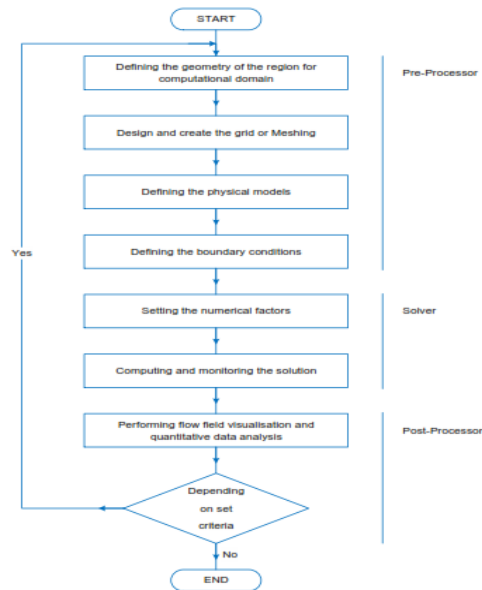 START
Defining the geometry of the region for
computational domain
Pre-Processor
Design and create the grid or Meshing
Defining the physical models
Defining the boundary conditions
Yes
Setting the numerical factors
Solver
Computing and monitoring the solution
Performing flow field visualisation and
quantitative data analysis
Post-Processor
Depending
on set
criteria
No
END